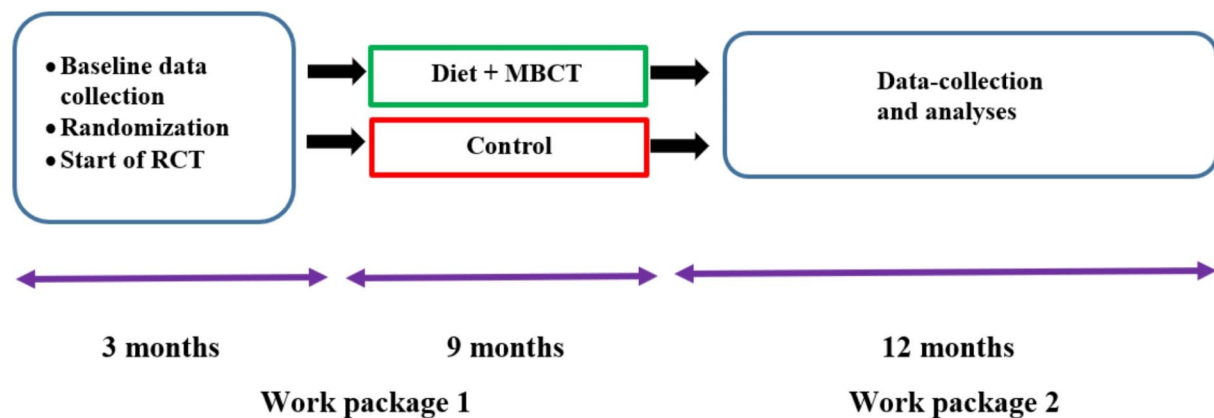 • Baseline data
collection
• Randomization
• Start of RCT
Diet + MBCT
Control
Data-collection
and analyses
3 months
9 months
12 months
Work package 1
Work package 2